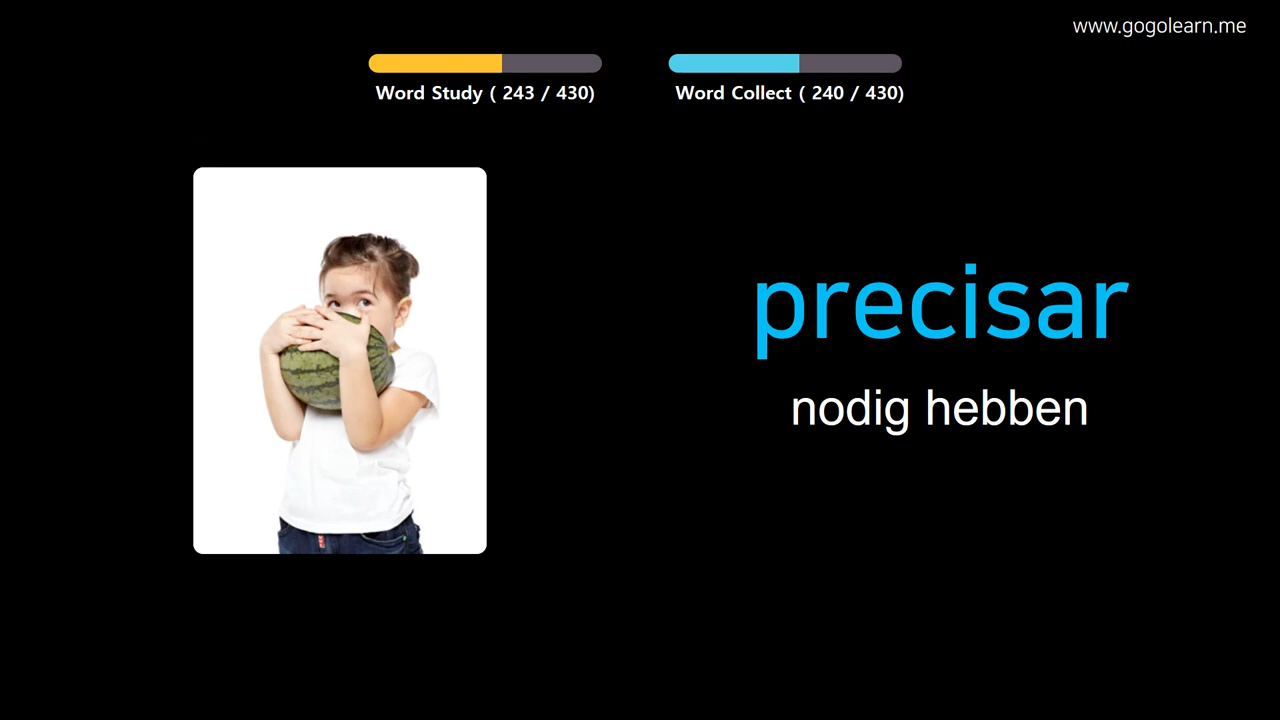 www.gogolearn.me
Word Study ( 243 / 430)
Word Collect ( 240 / 430)
precisar
nodig hebben